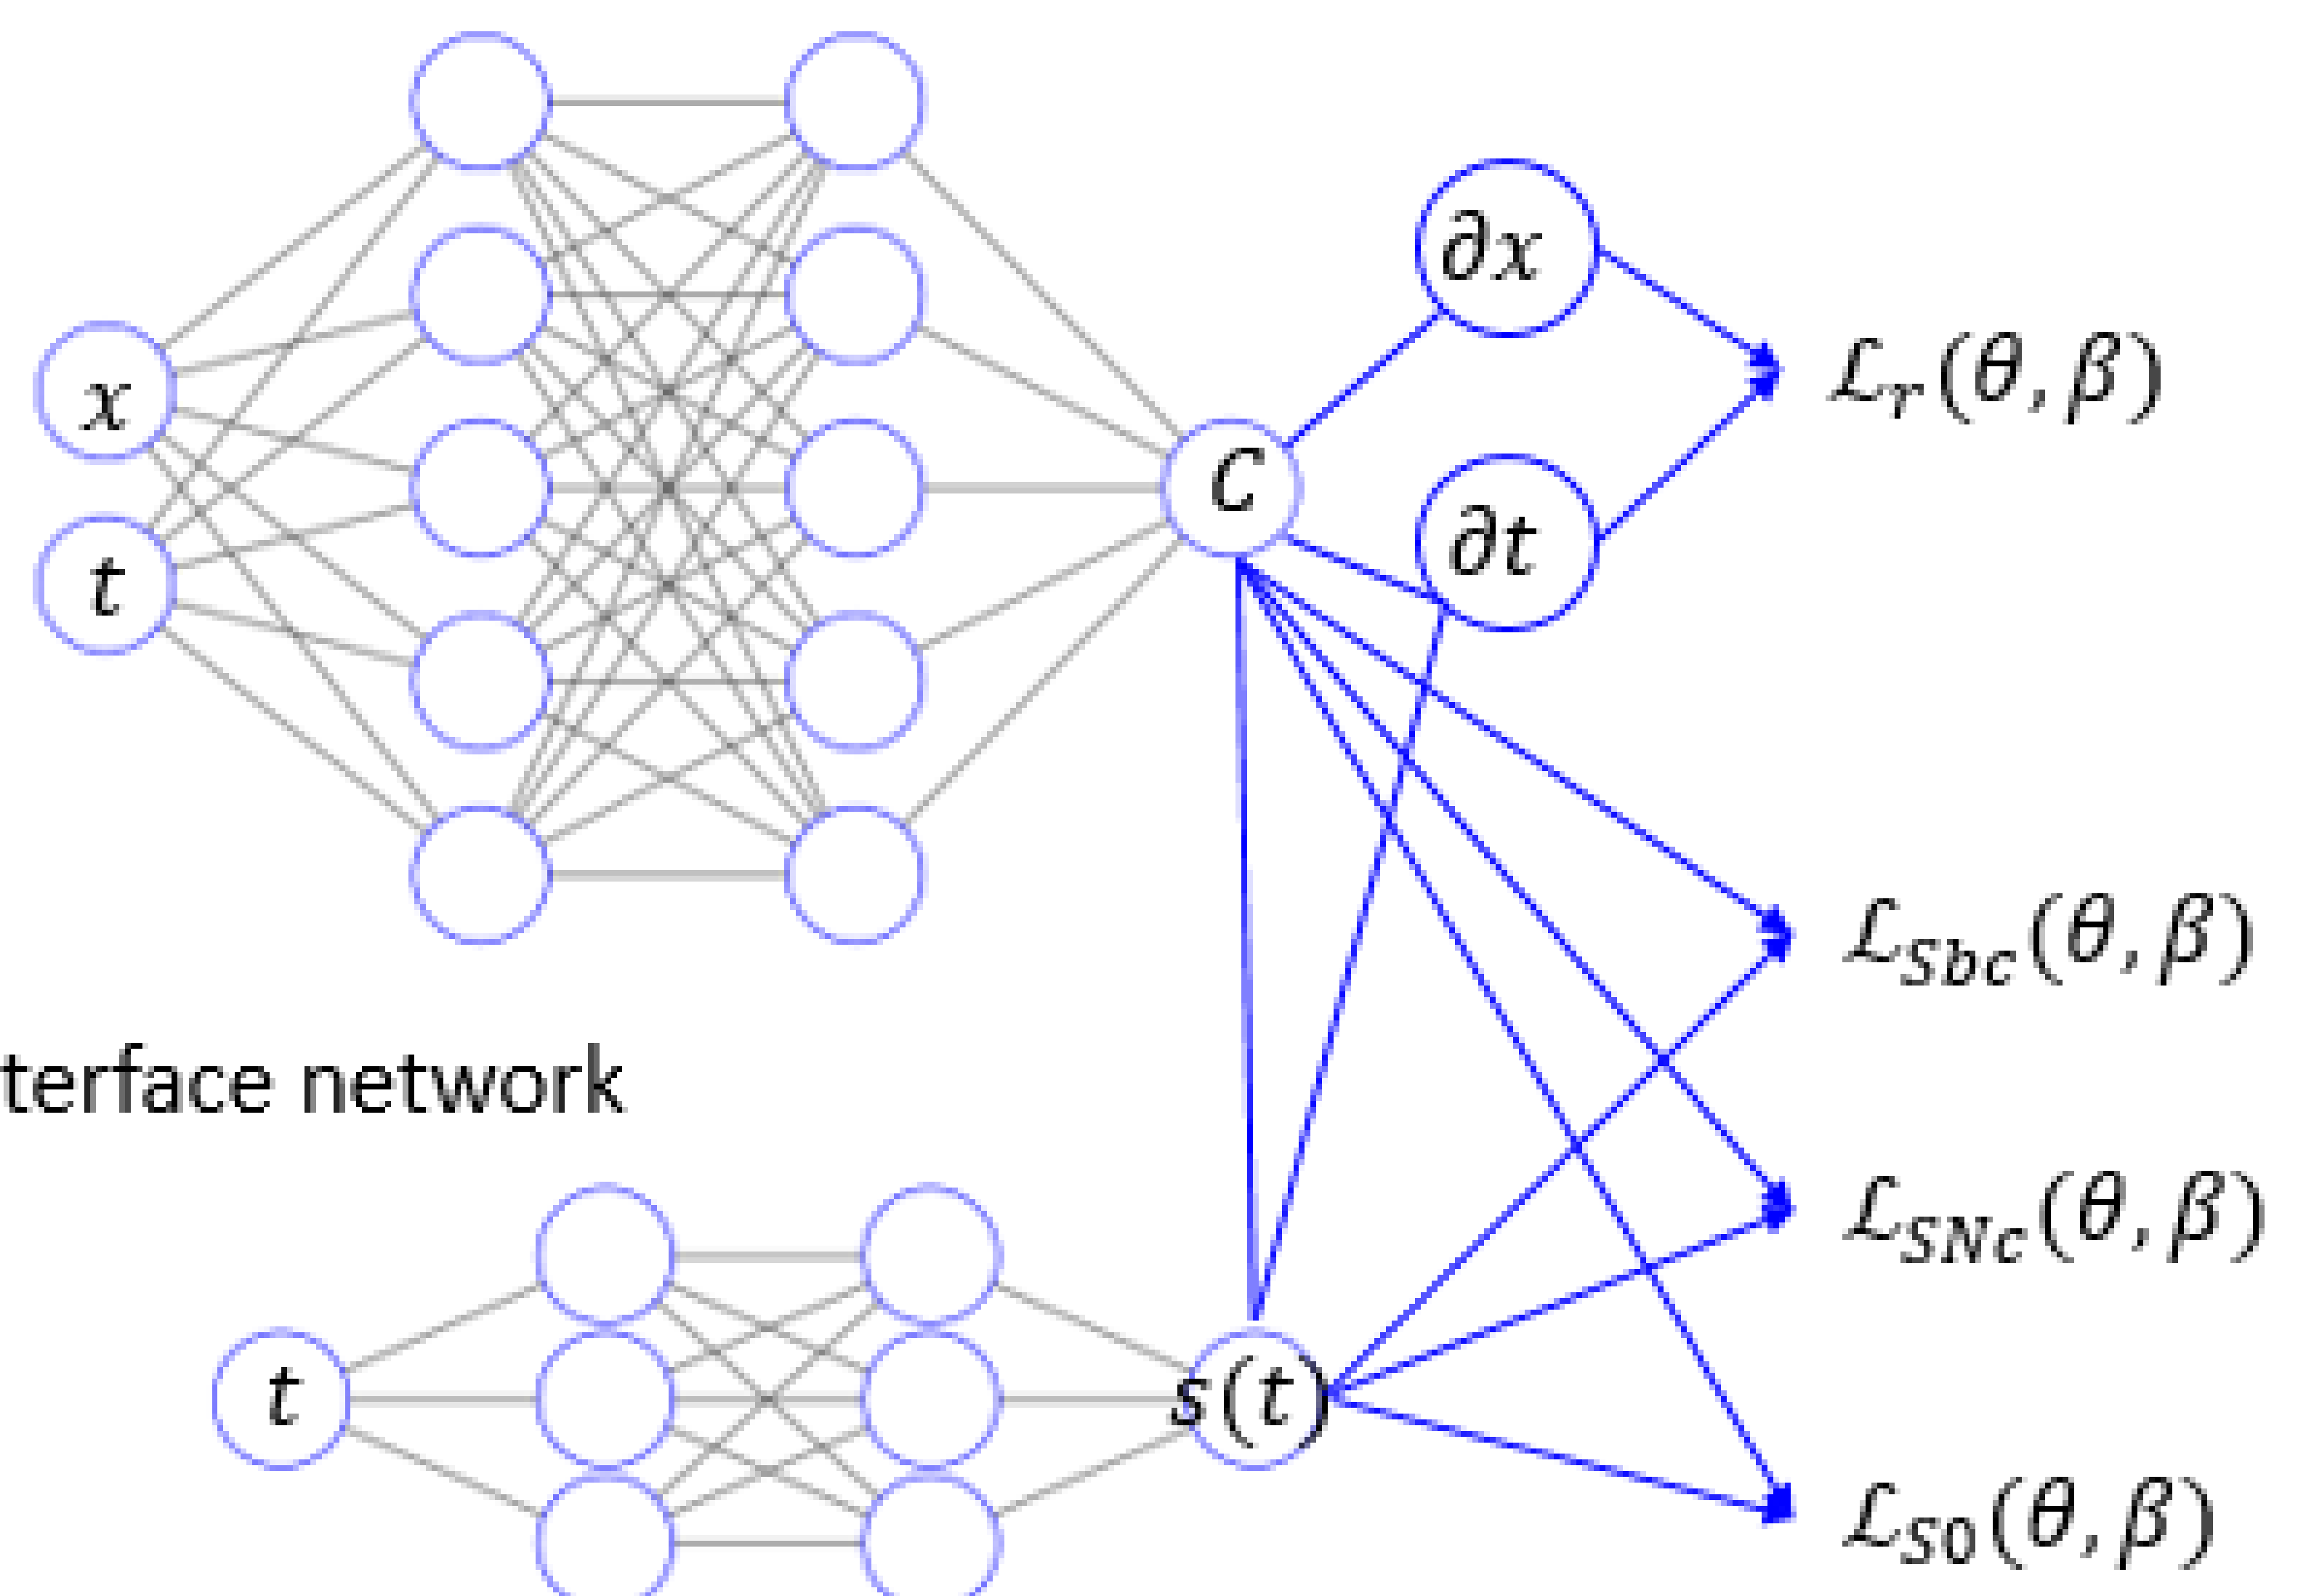 x
t
C
∂x
∂t
ℒr(θ, β)
ℒSbc(θ, β)
terface network
ℒSNc(θ, β)
t
s(t)
ℒS0(θ, β)